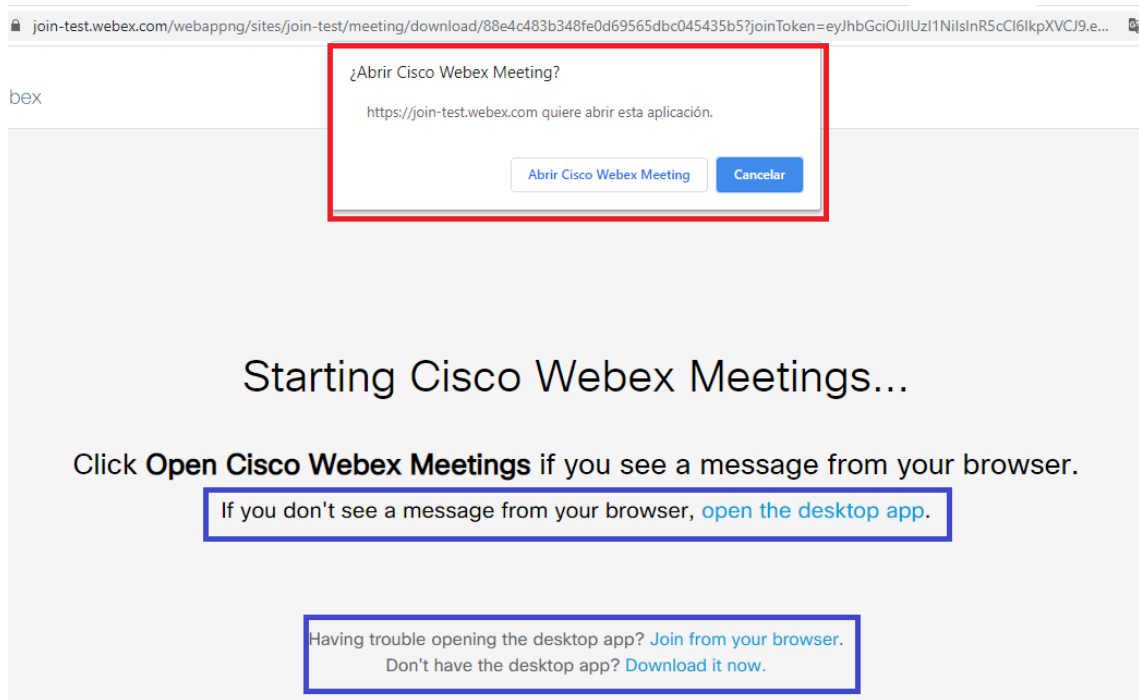 join-test.webex.com/webappng/sites/join-test/meeting/download/88e4c483b348fe0d69565dbc045435b5?joinToken=eyJhbGciOiJIUzI1NiIsInR5cCI6IkpXVCJ9.e...
bex
¿Abrir Cisco Webex Meeting?
https://join-test.webex.com quiere abrir esta aplicación.
Abrir Cisco Webex Meeting
Cancelar
Starting Cisco Webex Meetings...
Click Open Cisco Webex Meetings if you see a message from your browser.
If you don't see a message from your browser, open the desktop app.
Having trouble opening the desktop app? Join from your browser.
Don't have the desktop app? Download it now.